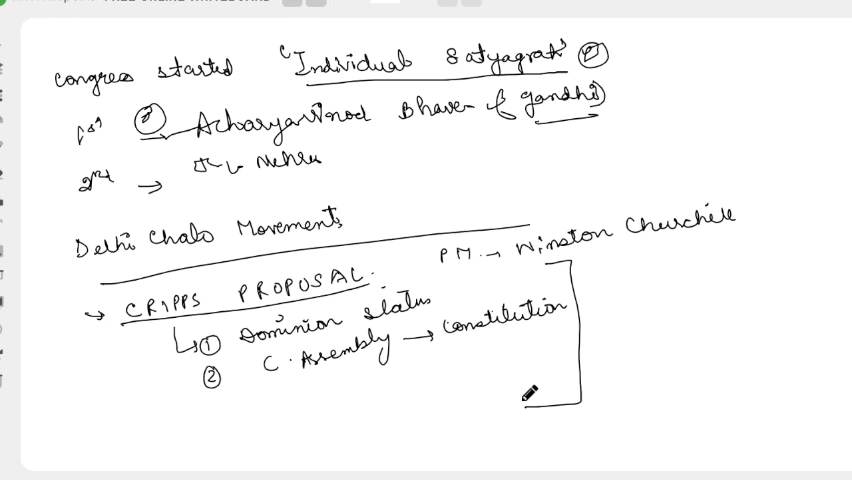 Congress started "Individual Satyagrah"
1st Acharya Vinod Bhave (Gandhi)
2nd → J L Nehru
Delhi Chalo Movements
PM → Winston Churchill
→ CRIPPS PROPOSAL
① Dominion Status
② C. Assembly → Constitution